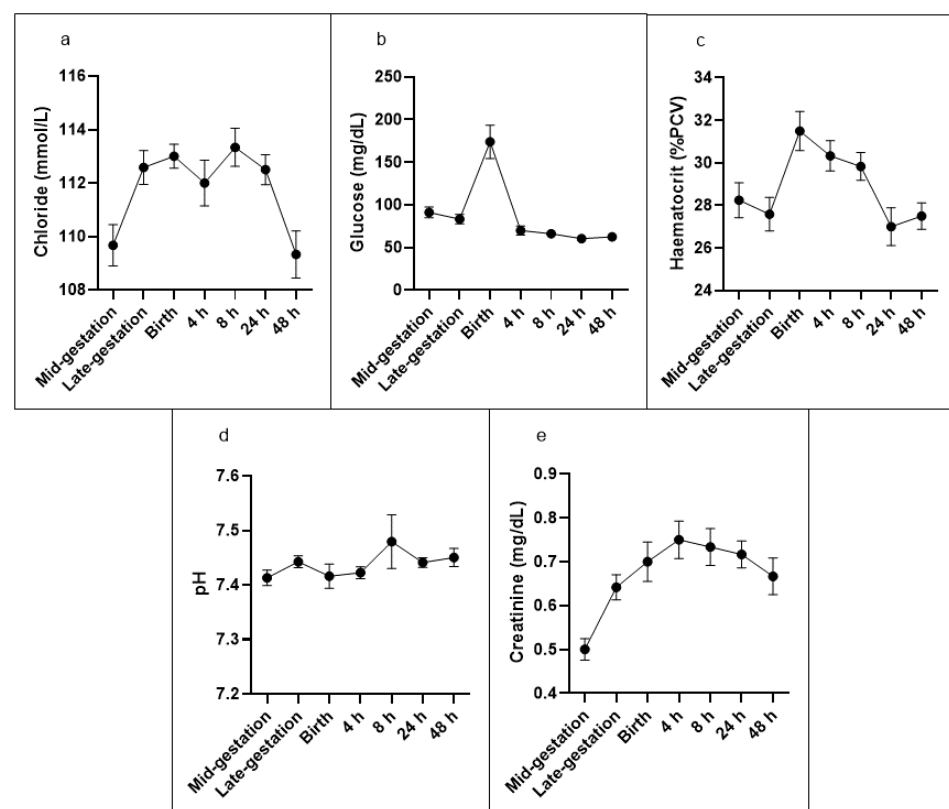 a
Chloride (mmol/L)
116
114
112
110
108
Mid-gestation
Late-gestation
Birth
4 h
8 h
24 h
48 h
b
Glucose (mg/dL)
250
200
150
100
50
0
Mid-gestation
Late-gestation
Birth
4 h
8 h
24 h
48 h
c
Haematocrit (%PCV)
34
32
30
28
26
24
Mid-gestation
Late-gestation
Birth
4 h
8 h
24 h
48 h
d
pH
7.6
7.5
7.4
7.3
7.2
Mid-gestation
Late-gestation
Birth
4 h
8 h
24 h
48 h
e
Creatinine (mg/dL)
0.9
0.8
0.7
0.6
0.5
0.4
Mid-gestation
Late-gestation
Birth
4 h
8 h
24 h
48 h